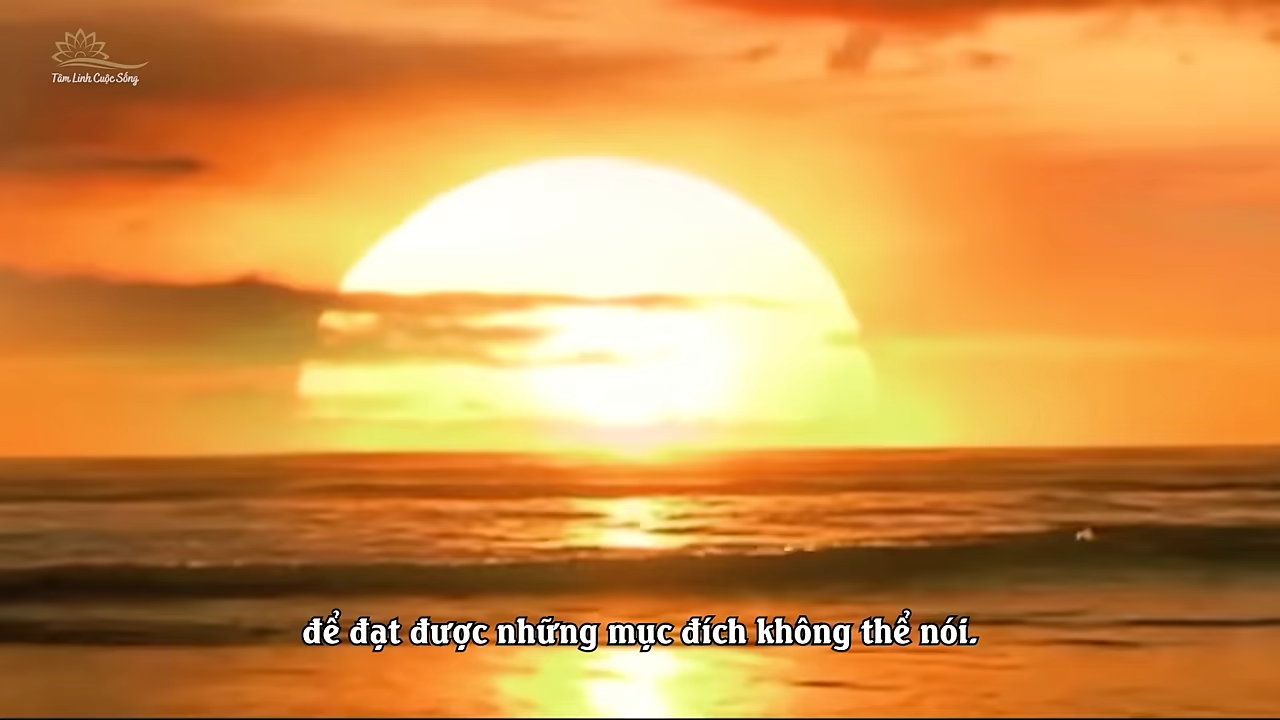 Tâm Linh Cuộc Sống
để đạt được những mục đích không thể nói.